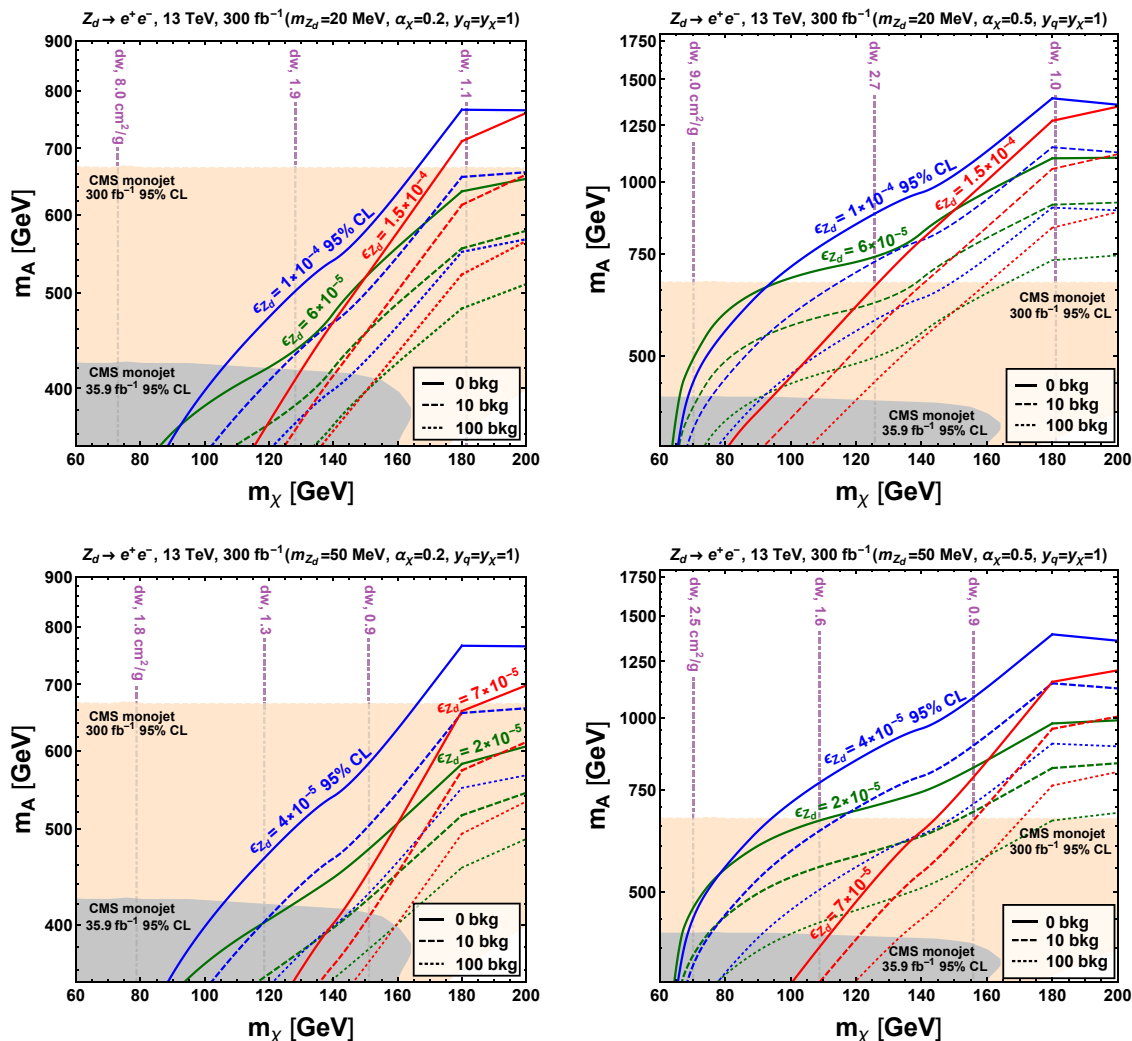 Z_d → e⁺e⁻, 13 TeV, 300 fb⁻¹(m_Zd=20 MeV, α_χ=0.2, y_q=y_χ=1)
900
800
700
600
500
400
m_A [GeV]
dw, 8.0 cm²/g
dw, 1.9
dw, 1.1
CMS monojet
300 fb⁻¹ 95% CL
CMS monojet
35.9 fb⁻¹ 95% CL
ϵ_Zd = 1*10⁻⁴ 95% CL
ϵ_Zd = 6*10⁻⁵
ϵ_Zd = 1.5*10⁻⁴
0 bkg
10 bkg
100 bkg
60 80 100 120 140 160 180 200
m_χ [GeV]
Z_d → e⁺e⁻, 13 TeV, 300 fb⁻¹(m_Zd=20 MeV, α_χ=0.5, y_q=y_χ=1)
1750
1500
1250
1000
750
500
m_A [GeV]
dw, 9.0 cm²/g
dw, 2.7
dw, 1.0
ϵ_Zd = 1*10⁻⁴ 95% CL
ϵ_Zd = 6*10⁻⁵
ϵ_Zd = 1.5*10⁻⁴
CMS monojet
300 fb⁻¹ 95% CL
CMS monojet
35.9 fb⁻¹ 95% CL
0 bkg
10 bkg
100 bkg
60 80 100 120 140 160 180 200
m_χ [GeV]
Z_d → e⁺e⁻, 13 TeV, 300 fb⁻¹(m_Zd=50 MeV, α_χ=0.2, y_q=y_χ=1)
900
800
700
600
500
400
m_A [GeV]
dw, 1.8 cm²/g
dw, 1.3
dw, 0.9
CMS monojet
300 fb⁻¹ 95% CL
CMS monojet
35.9 fb⁻¹ 95% CL
ϵ_Zd = 4*10⁻⁵ 95% CL
ϵ_Zd = 7*10⁻⁵
ϵ_Zd = 2*10⁻⁵
0 bkg
10 bkg
100 bkg
60 80 100 120 140 160 180 200
m_χ [GeV]
Z_d → e⁺e⁻, 13 TeV, 300 fb⁻¹(m_Zd=50 MeV, α_χ=0.5, y_q=y_χ=1)
1750
1500
1250
1000
750
500
m_A [GeV]
dw, 2.5 cm²/g
dw, 1.6
dw, 0.9
ϵ_Zd = 4*10⁻⁵ 95% CL
ϵ_Zd = 2*10⁻⁵
ϵ_Zd = 7*10⁻⁵
CMS monojet
300 fb⁻¹ 95% CL
CMS monojet
35.9 fb⁻¹ 95% CL
0 bkg
10 bkg
100 bkg
60 80 100 120 140 160 180 200
m_χ [GeV]